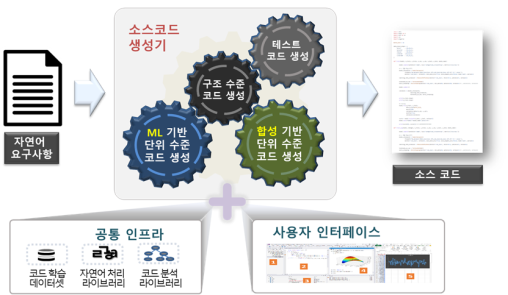 소스코드
생성기
테스트
코드 생성
구조 수준
코드 생성
ML 기반
단위 수준
코드 생성
합성 기반
단위 수준
코드 생성
자연어
요구사항
소스 코드
공통 인프라
코드 학습
데이터셋
자연어 처리
라이브러리
코드 분석
라이브러리
사용자 인터페이스